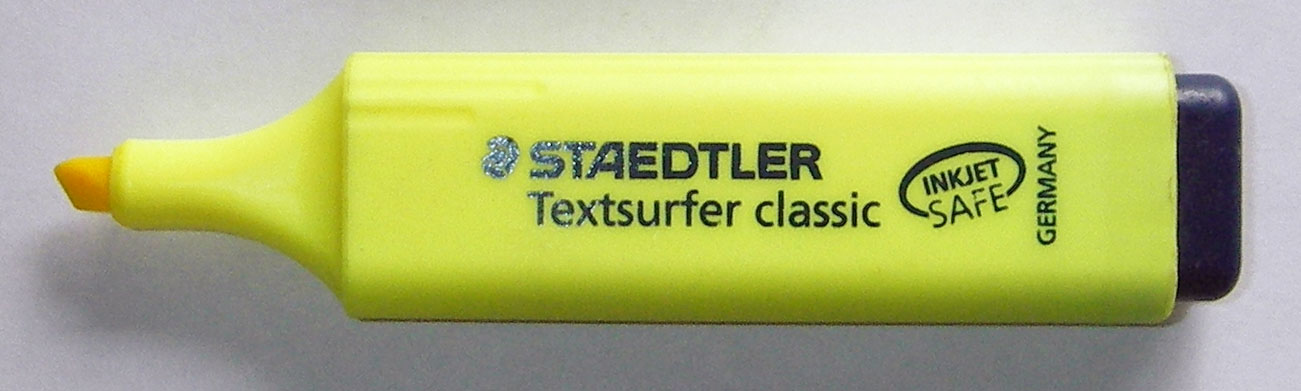 STAEDTLER
Textsurfer classic
INKJET
SAFE
GERMANY